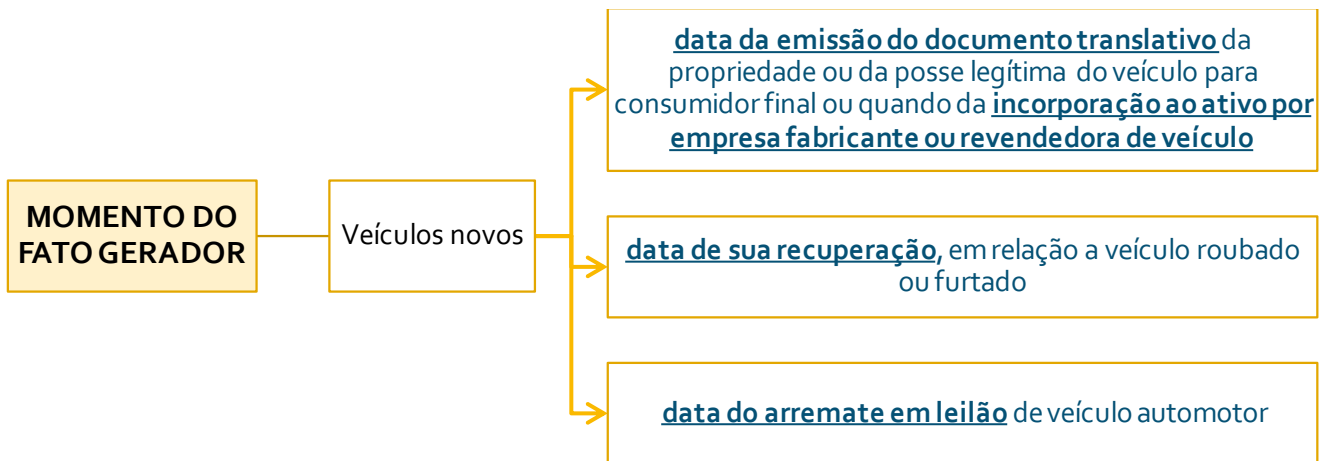 MOMENTO DO
FATO GERADOR
Veículos novos
data da emissão do documento translativo da
propriedade ou da posse legítima do veículo para
consumidor final ou quando da incorporação ao ativo por
empresa fabricante ou revendedora de veículo
data de sua recuperação, em relação a veículo roubado
ou furtado
data do arremate em leilão de veículo automotor